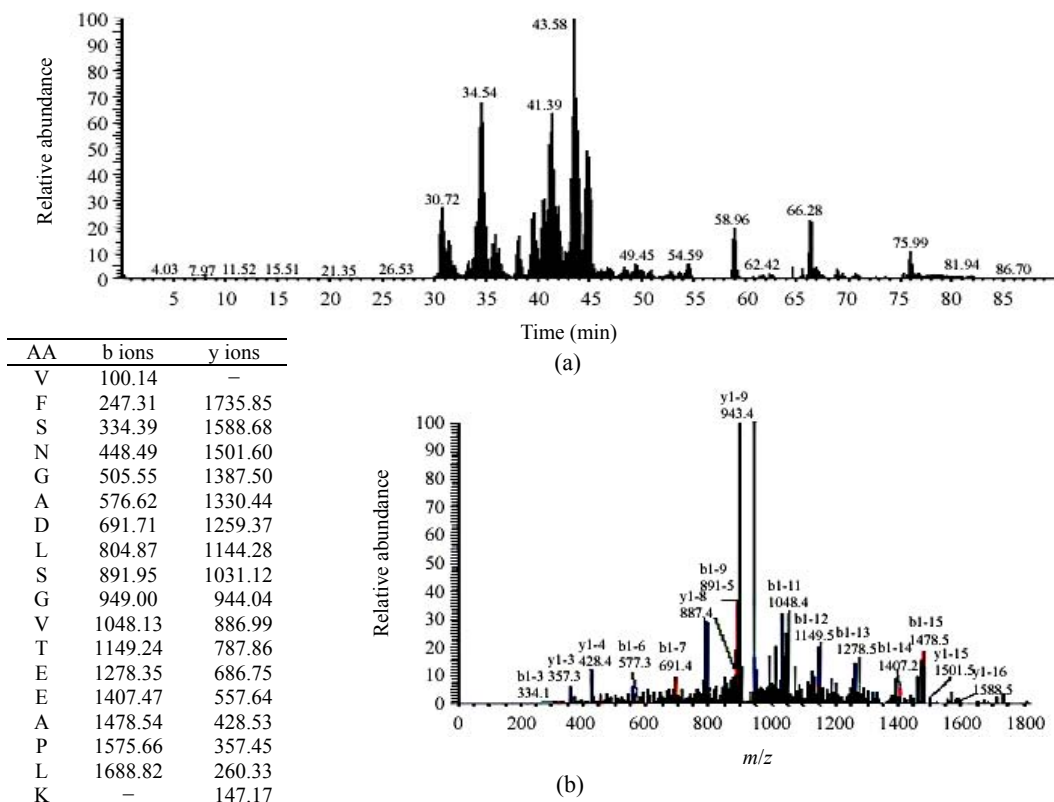 100
90
80
70
60
50
40
30
20
10
0
Relative abundance
43.58
34.54
41.39
30.72
58.96
66.28
49.45
54.59
75.99
4.03
7.97
11.52
15.51
21.35
26.53
62.42
81.94
86.70
5 15 25 30 35 40 45 50 55 60 65 70 75 80 85
Time (min)
(a)
AA b ions y ions
V 100.14 –
F 247.31 1735.85
S 334.39 1588.68
N 448.49 1501.60
G 505.55 1387.50
A 576.62 1330.44
D 691.71 1259.37
L 804.87 1144.28
S 891.95 1031.12
G 949.00 944.04
V 1048.13 886.99
T 1149.24 787.86
E 1278.35 686.75
E 1407.47 557.64
A 1478.54 428.53
P 1575.66 357.45
L 1688.82 260.33
K – 147.17
100
90
80
70
60
50
40
30
20
10
0
Relative abundance
y1-9
943.4
b1-9
891-5
y1-8
887.4
b1-11
1048.4
b1-12
1149.5
b1-13
1278.5
b1-14
1407.2
b1-15
1478.5
y1-15
1501.5
y1-16
1588.5
b1-7
691.4
b1-6
577.3
y1-4
428.4
y1-3
357.3
b1-3
334.1
0 200 400 600 800 1000 1200 1400 1600 1800
m/z
(b)